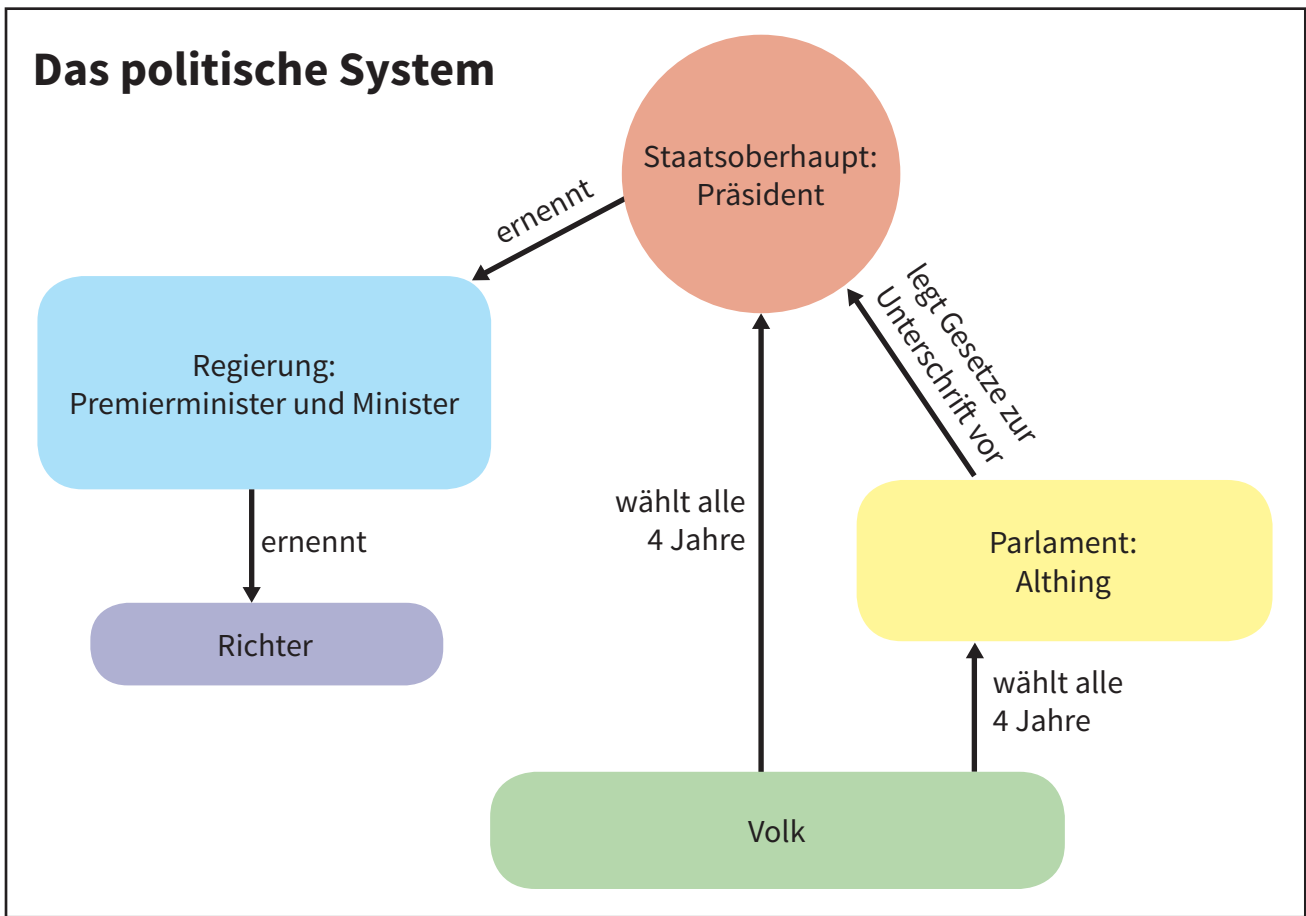 Das politische System
Staatsoberhaupt:
Präsident
ernennt
legt Gesetze zur
Unterschrift vor
Regierung:
Premierminister und Minister
wählt alle
4 Jahre
ernennt
Parlament:
Althing
Richter
wählt alle
4 Jahre
Volk